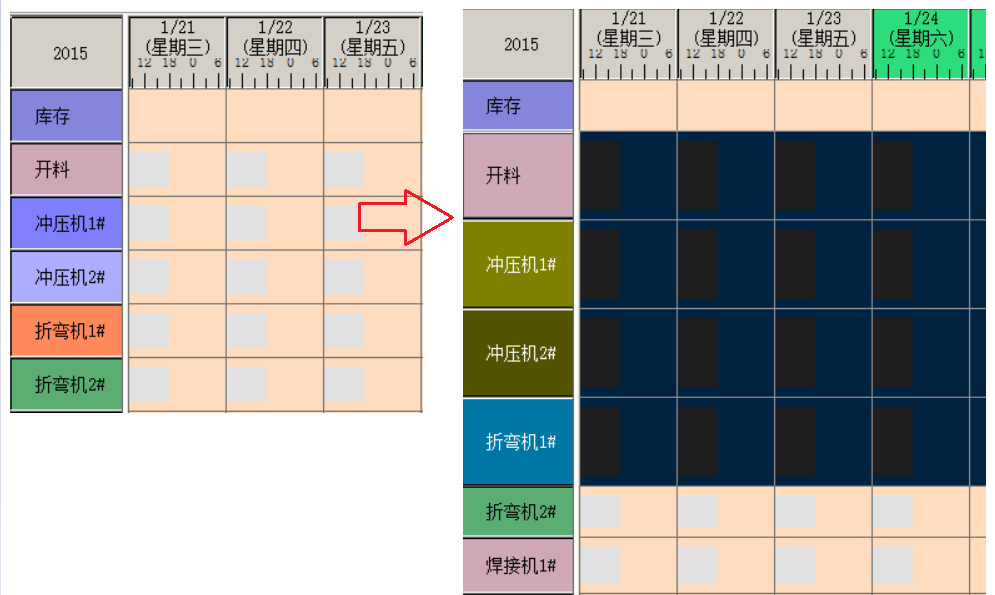 2015
1/21 1/22 1/23
(星期三) (星期四) (星期五)
12 18 0 6 12 18 0 6 12 18 0 6
库存
开料
冲压机1#
冲压机2#
折弯机1#
折弯机2#
2015
1/21 1/22 1/23 1/24
(星期三) (星期四) (星期五) (星期六)
12 18 0 6 12 18 0 6 12 18 0 6 12 18 0 6 12
库存
开料
冲压机1#
冲压机2#
折弯机1#
折弯机2#
焊接机1#